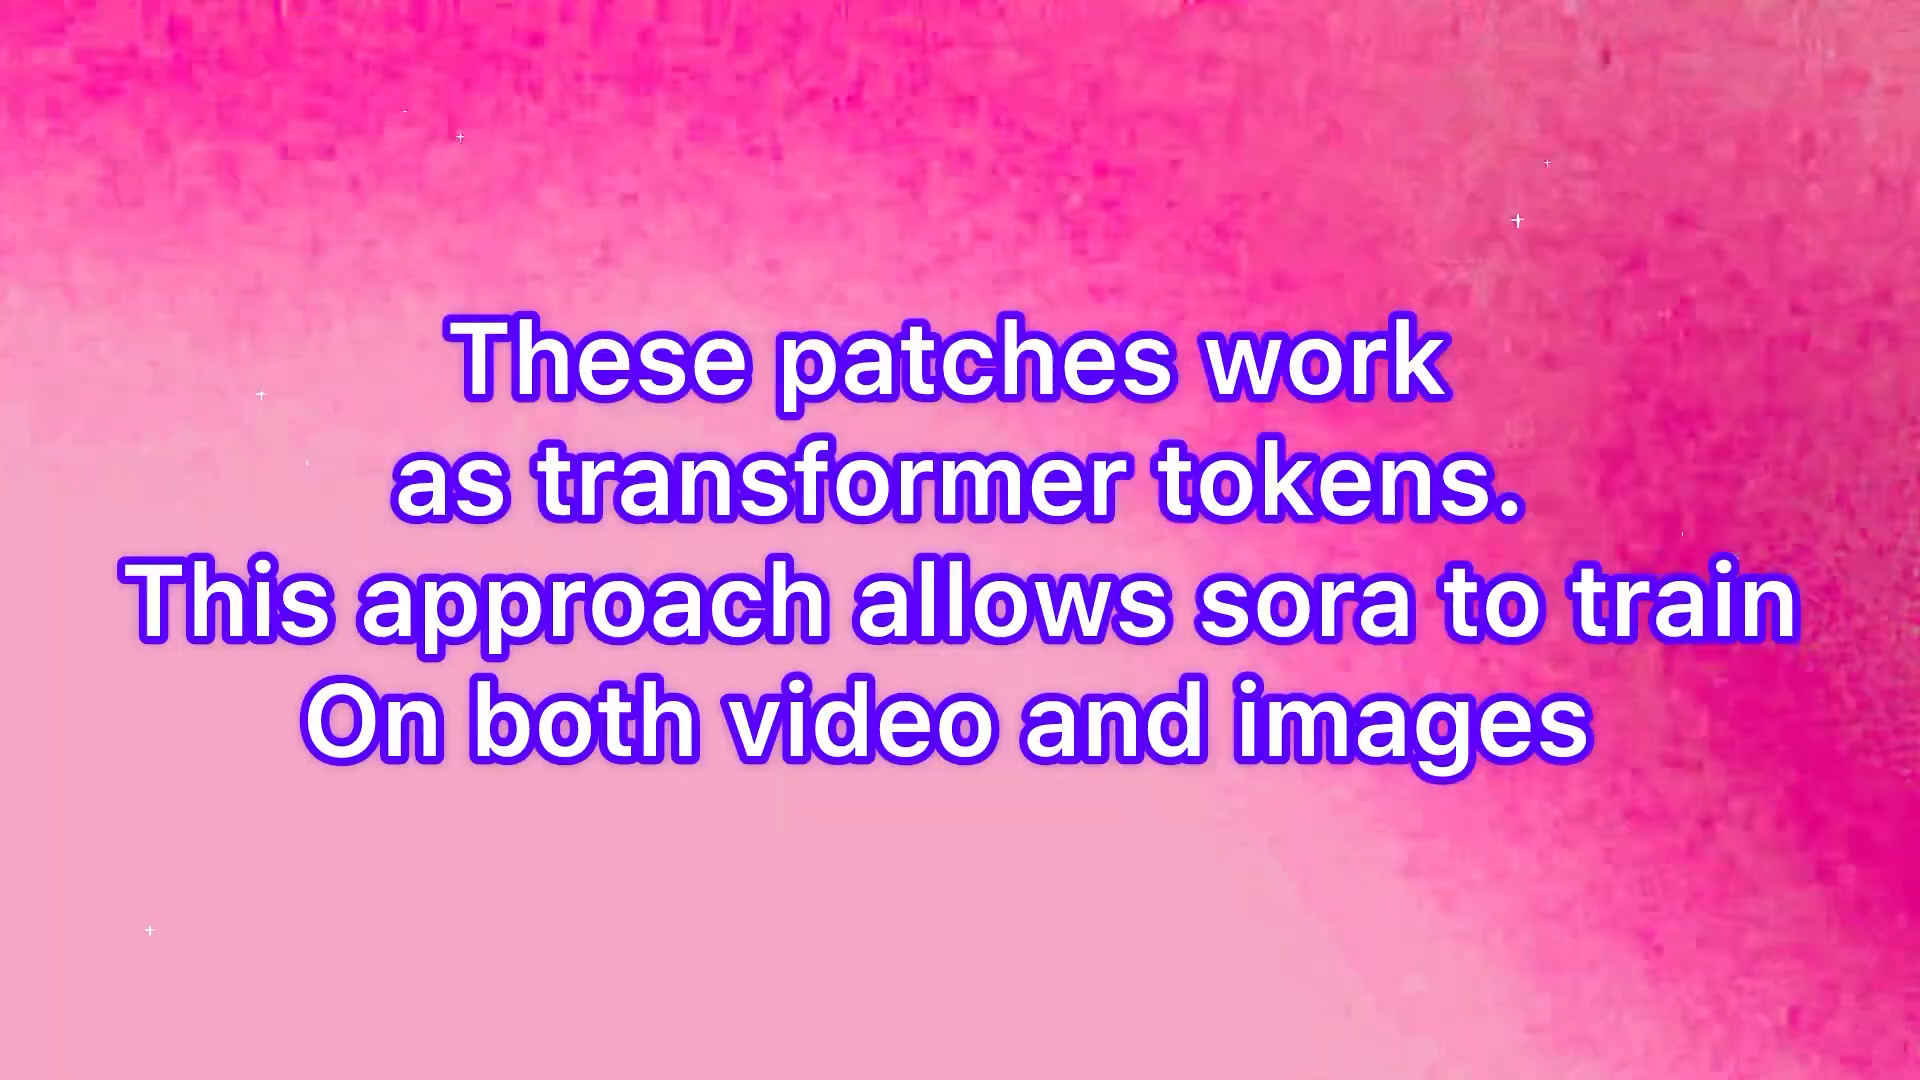 These patches work
as transformer tokens.
This approach allows sora to train
On both video and images